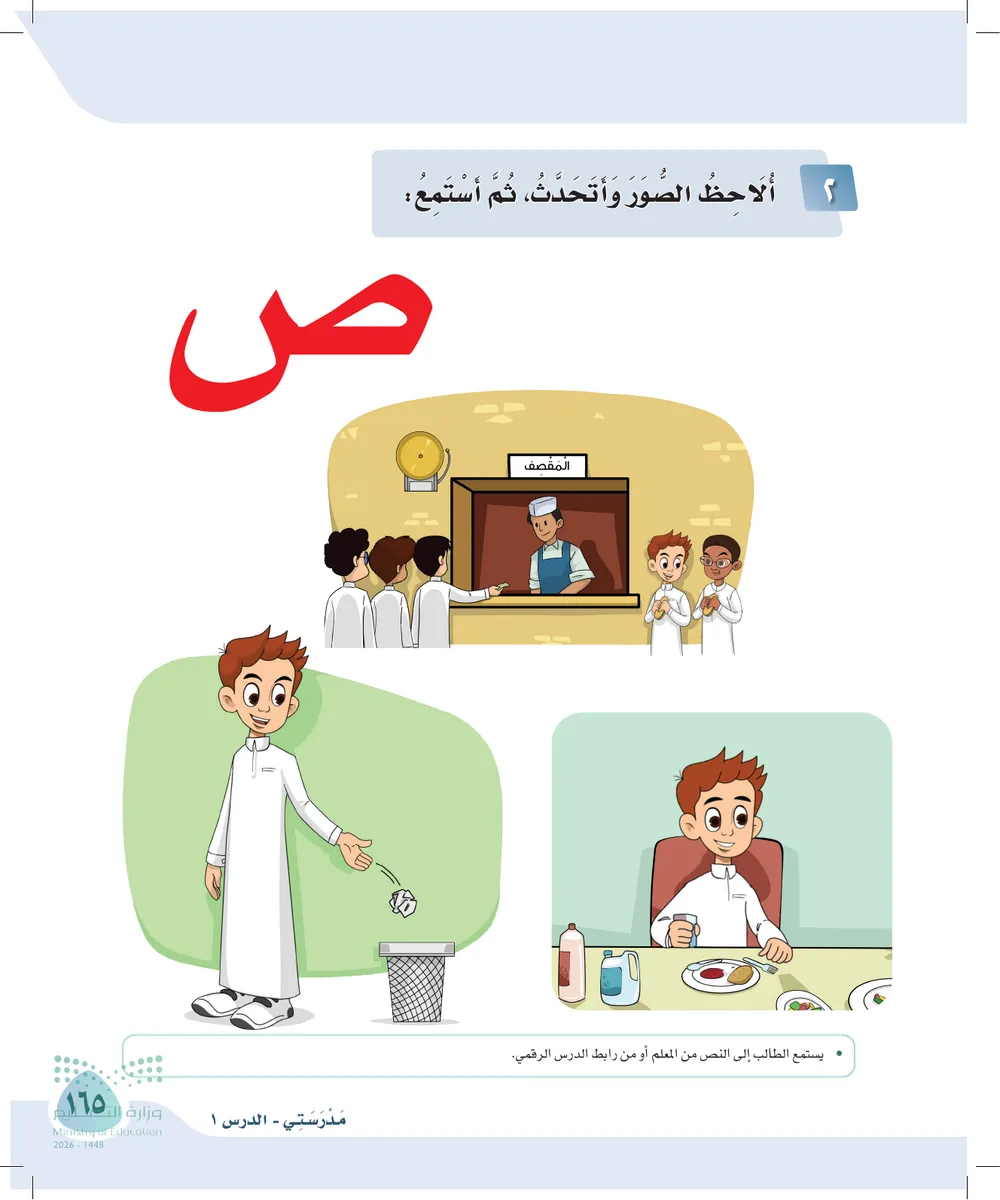 ٢
أُلَاحِظُ الصُّوَرَ وَأَتَحَدَّثُ، ثُمَّ أَسْتَمِعُ:
ص
الْمَقْصِف
• يستمع الطالب إلى النص من المعلم أو من رابط الدرس الرقمي.
مَدْرَسَتِي - الدرس ١
١٦٥
وزارة التعليم
Ministry of Education
2026 - 1448